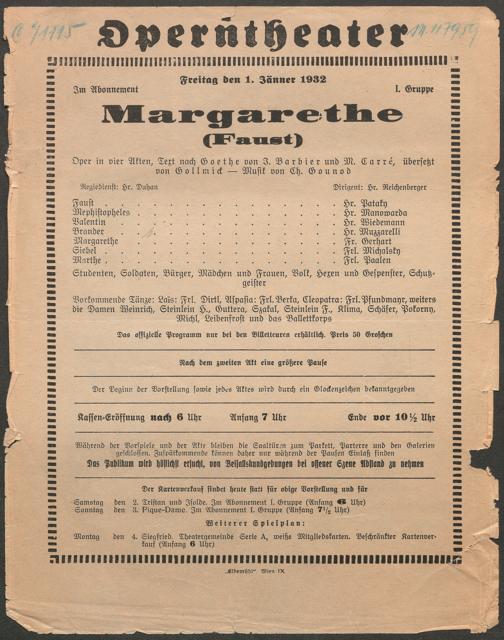 Operntheater
Freitag den 1. Jänner 1932
Im Abonnement I. Gruppe
Margarethe
(Faust)
Oper in vier Akten, Text nach Goethe von J. Barbier und M. Carré, übersetzt
von Gollmick — Musik von Ch. Gounod
Regiedienst: Hr. Duhan Dirigent: Hr. Reichenberger
Faust . . . . . . . . . . Hr. Pataky
Mephistopheles . . . . . . . . . . Hr. Manowarda
Valentin . . . . . . . . . . Hr. Wiedemann
Brander . . . . . . . . . . Hr. Muzzarelli
Margarethe . . . . . . . . . . Fr. Gerhart
Siebel . . . . . . . . . . Frl. Michalsky
Marthe . . . . . . . . . . Frl. Paalen
Studenten, Soldaten, Bürger, Mädchen und Frauen, Volk, Hexen und Gespenster, Schutz-
geister
Vorkommende Tänze: Lais: Frl. Dirtl, Aspasia: Frl. Berka, Cleopatra: Frl. Pfundmayr, weiters
die Damen Weinrich, Steinlein H., Guttera, Szakal, Steinlein F., Klima, Schäfer, Pokorny,
Michl, Leibenfrost und das Ballettkorps
Das offizielle Programm nur bei den Billetteuren erhältlich. Preis 50 Groschen
Nach dem zweiten Akt eine größere Pause
Der Beginn der Vorstellung sowie jedes Aktes wird durch ein Glockenzeichen bekanntgegeben
Kassen-Eröffnung nach 6 Uhr Anfang 7 Uhr Ende vor 10½ Uhr
Während der Vorspiele und der Akte bleiben die Saaltüren zum Parkett, Parterre und den Galerien
geschlossen. Zuspätkommende können daher nur während der Pausen Einlaß finden
Das Publikum wird höflichst ersucht, von Beifallskundgebungen bei offener Szene Abstand zu nehmen
Der Kartenverkauf findet heute statt für obige Vorstellung und für
Samstag den 2. Tristan und Isolde. Im Abonnement I. Gruppe (Anfang 6 Uhr)
Sonntag den 3. Pique-Dame. Im Abonnement I. Gruppe (Anfang 7½ Uhr)
Weiterer Spielplan:
Montag den 4. Siegfried. Theatergemeinde Serie A, weiße Mitgliedskarten. Beschränkter Kartenver-
kauf (Anfang 6 Uhr)
„Elbemühl" Wien IX.